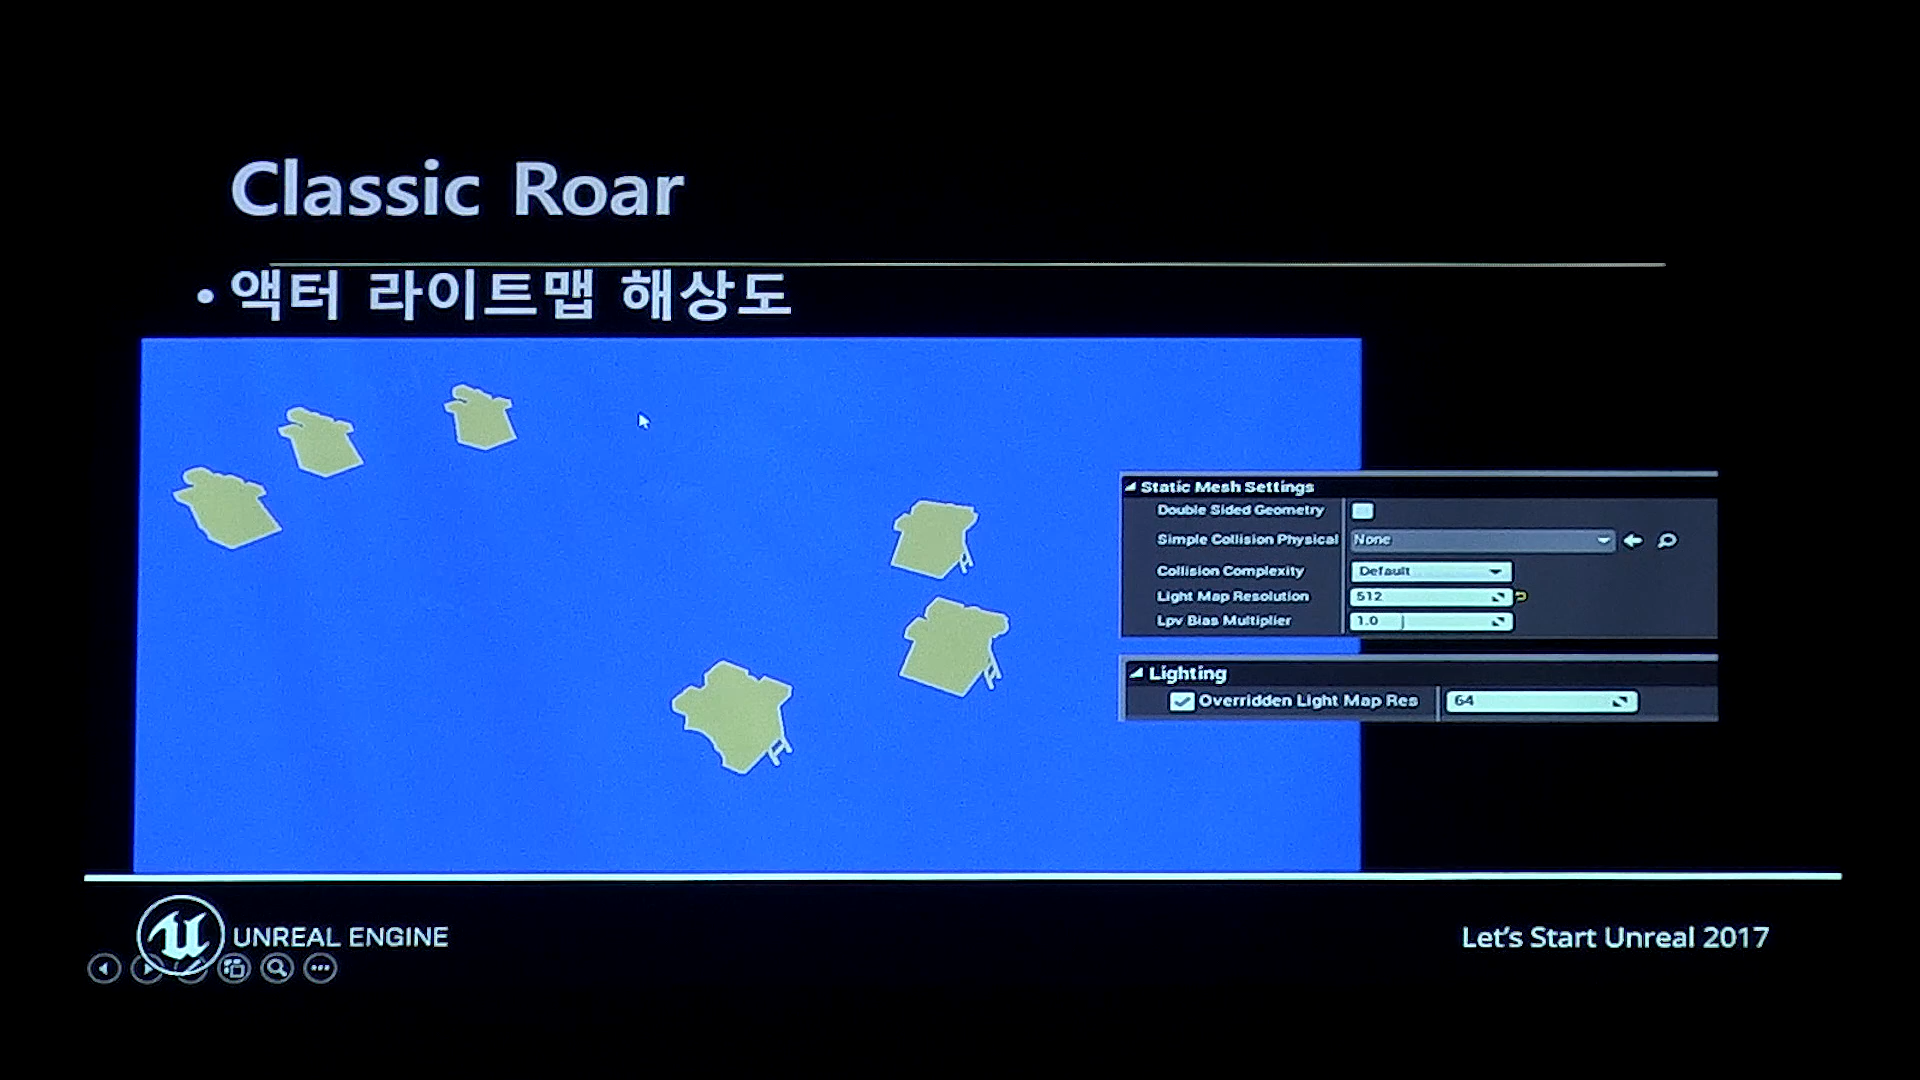 Classic Roar
• 액터 라이트맵 해상도
Static Mesh Settings
Double Sided Geometry
Simple Collision Physical None
Collision Complexity Default
Light Map Resolution 512
Lpv Bias Multiplier 1.0
Lighting
Overridden Light Map Res 64
UNREAL ENGINE
Let's Start Unreal 2017